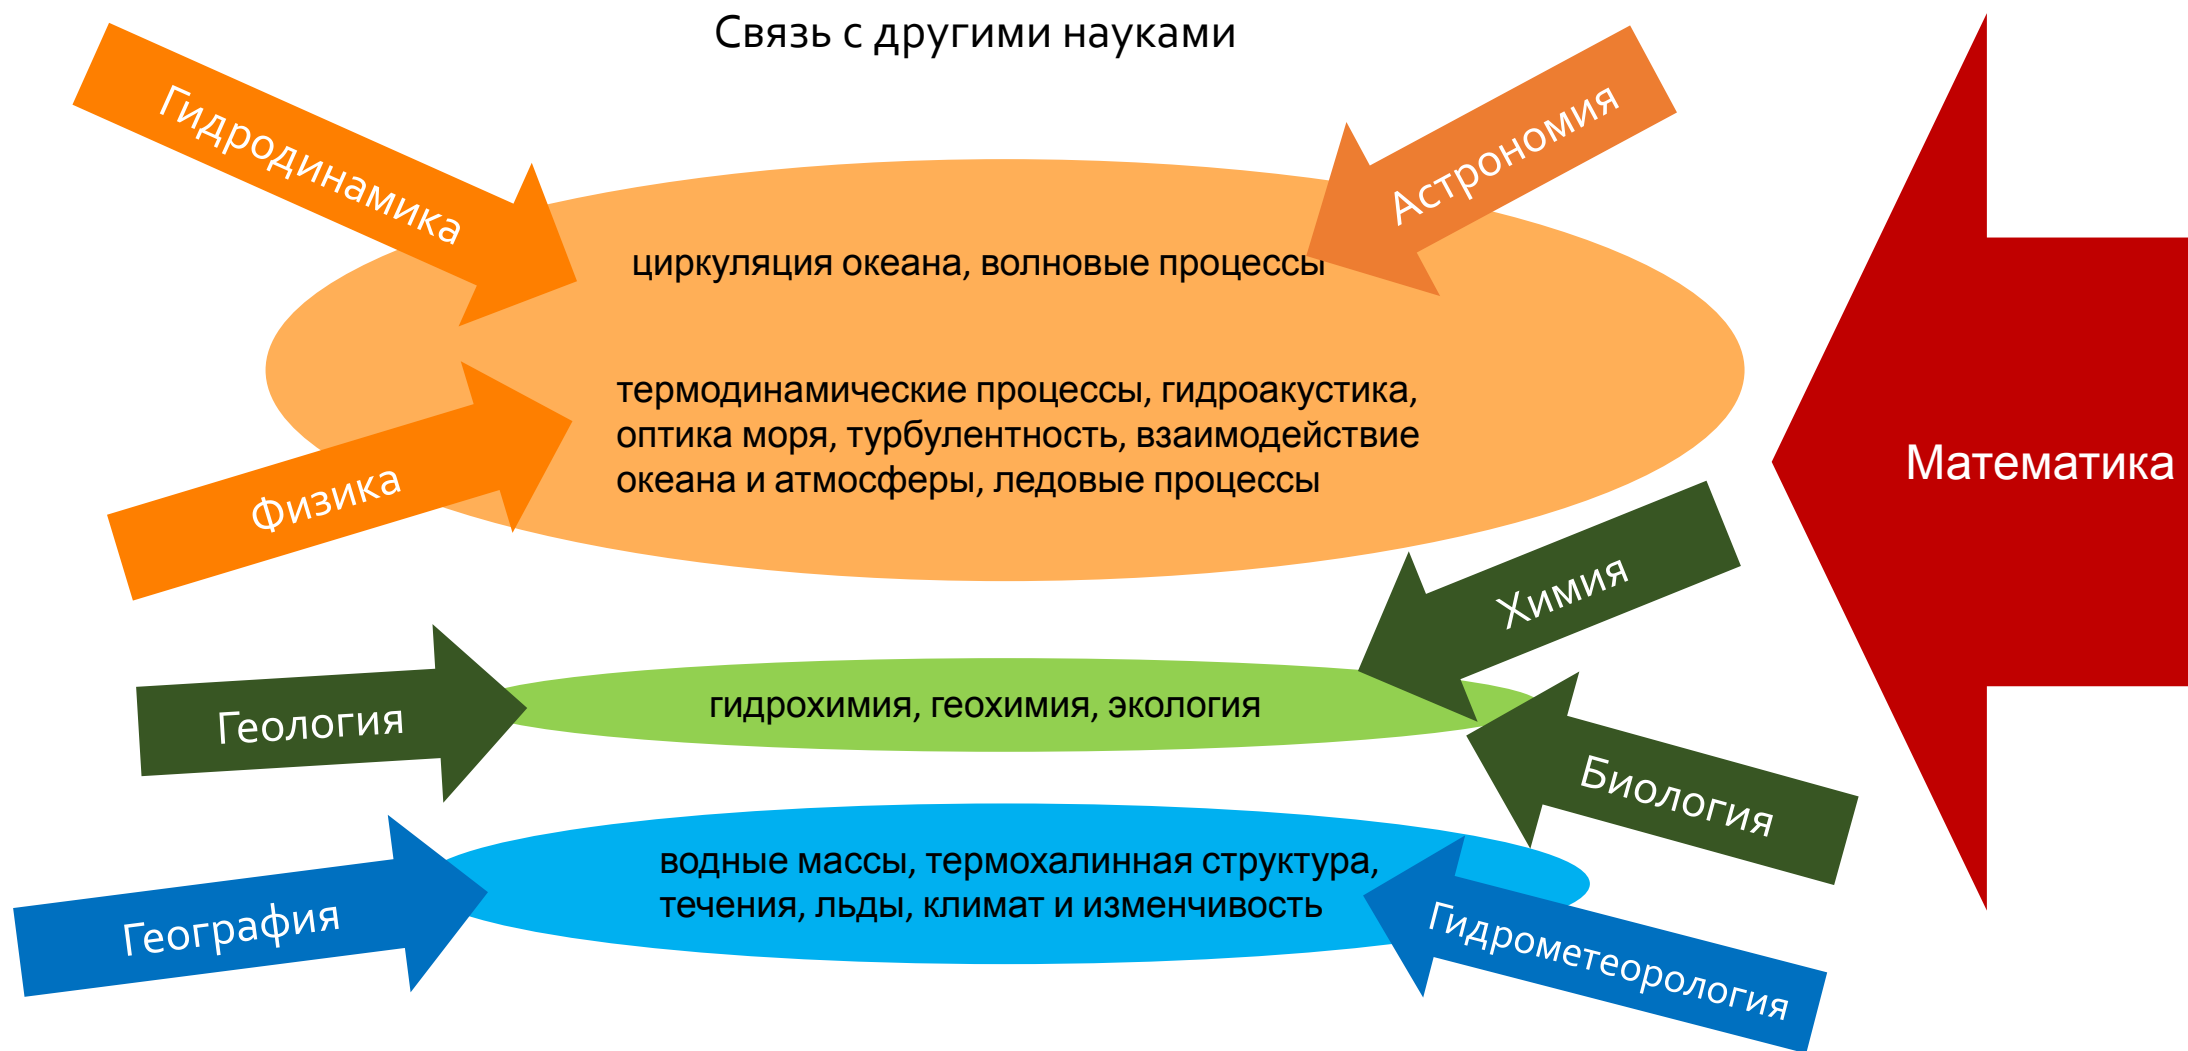 Связь с другими науками
Гидродинамика
Астрономия
циркуляция океана, волновые процессы
термодинамические процессы, гидроакустика,
оптика моря, турбулентность, взаимодействие
океана и атмосферы, ледовые процессы
Физика
Математика
Химия
Геология
гидрохимия, геохимия, экология
Биология
География
водные массы, термохалинная структура,
течения, льды, климат и изменчивость
Гидрометеорология